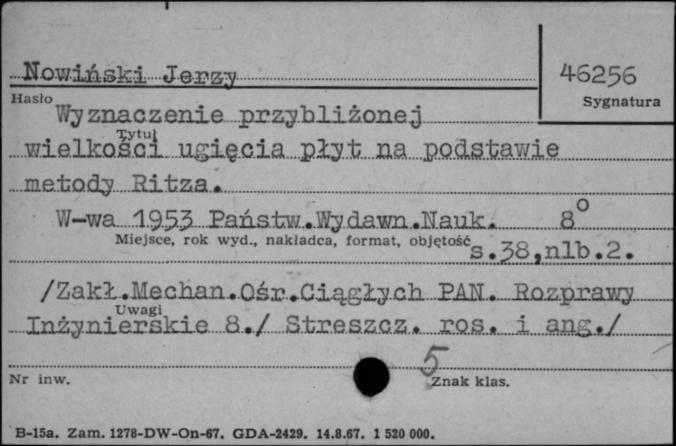 Nowiński Jerzy
46256
Hasło
Sygnatura
Wyznaczenie przybliżonej
Tytuł
wielkości ugięcia płyt na podstawie
metody Ritza.
W-wa 1953 Państw.Wydawn.Nauk. 8°
Miejsce, rok wyd., nakładca, format, objętość
s.38,nlb.2.
/Zakł.Mechan.Ośr.Ciągłych PAN. Rozprawy
Uwagi
Inżynierskie 8./ Streszcz. ros. i ang./
5
Nr inw.
Znak klas.
B-15a. Zam. 1278-DW-On-67. GDA-2429. 14.8.67. 1 520 000.